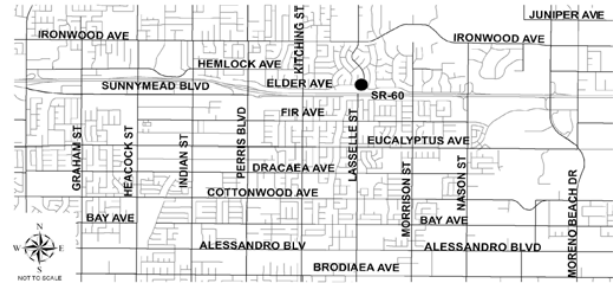 JUNIPER AVE
IRONWOOD AVE
IRONWOOD AVE
KITCHING ST.
HEMLOCK AVE
ELDER AVE
SUNNYMEAD BLVD
SR-60
FIR AVE
EUCALYPTUS AVE
GRAHAM ST
HEACOCK ST
INDIAN ST
PERRIS BLVD
LASSELLE ST
MORRISON ST
NASON ST
MORENO BEACH DR
DRACAEA AVE
COTTONWOOD AVE
BAY AVE
BAY AVE
ALESSANDRO BLV
ALESSANDRO BLVD
BRODIAEA AVE
N
W
E
S
NOT TO SCALE